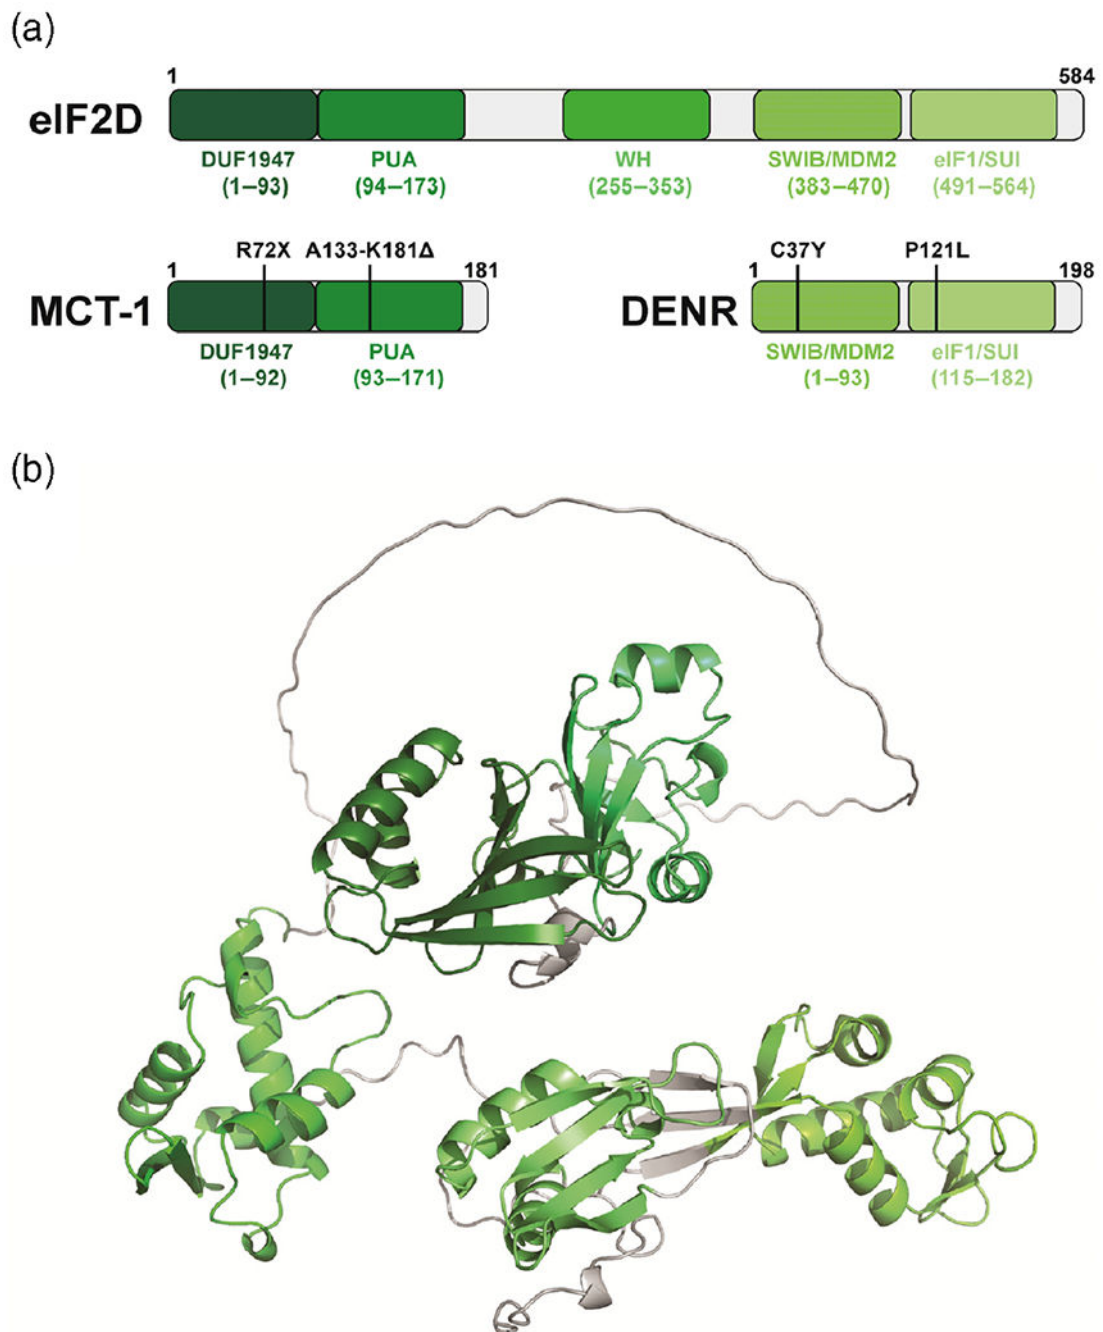 (a)
1 584
eIF2D
DUF1947 PUA WH SWIB/MDM2 eIF1/SUI
(1–93) (94–173) (255–353) (383–470) (491–564)
R72X A133-K181Δ C37Y P121L
1 181 1 198
MCT-1 DENR
DUF1947 PUA SWIB/MDM2 eIF1/SUI
(1–92) (93–171) (1–93) (115–182)
(b)